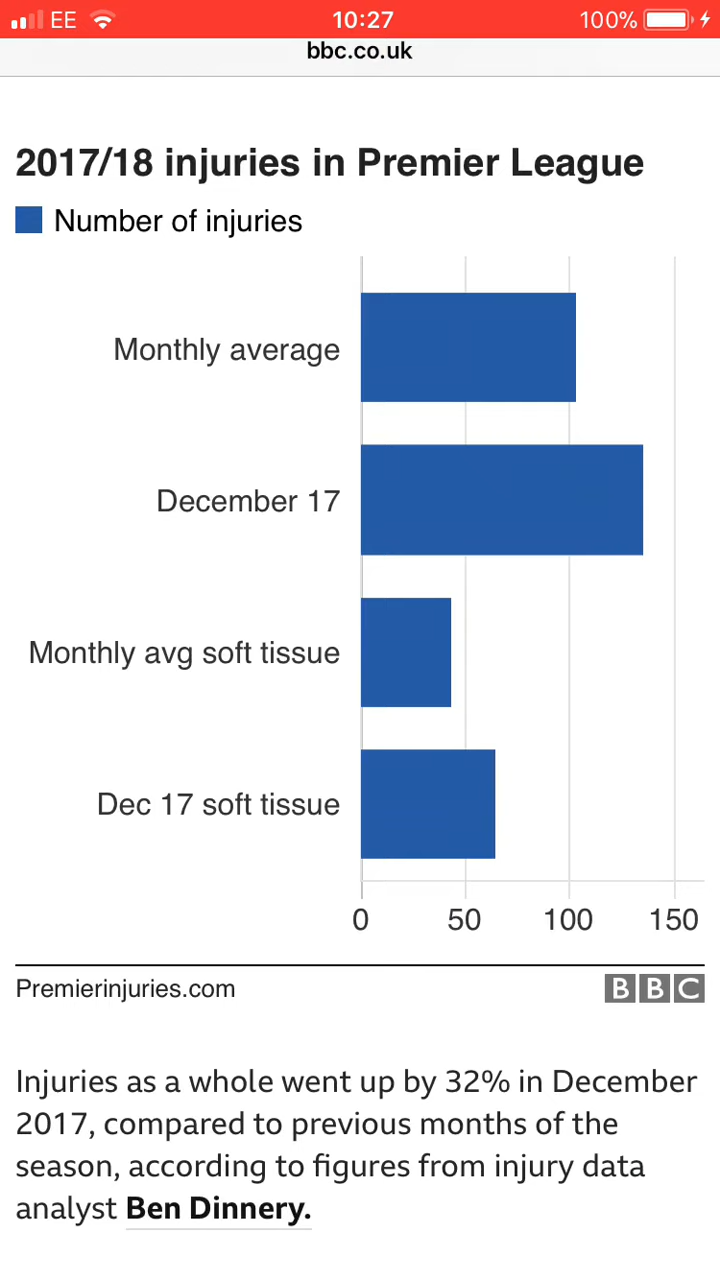 EE 10:27 100%
bbc.co.uk
2017/18 injuries in Premier League
Number of injuries
Monthly average
December 17
Monthly avg soft tissue
Dec 17 soft tissue
0 50 100 150
Premierinjuries.com BBC
Injuries as a whole went up by 32% in December
2017, compared to previous months of the
season, according to figures from injury data
analyst Ben Dinnery.